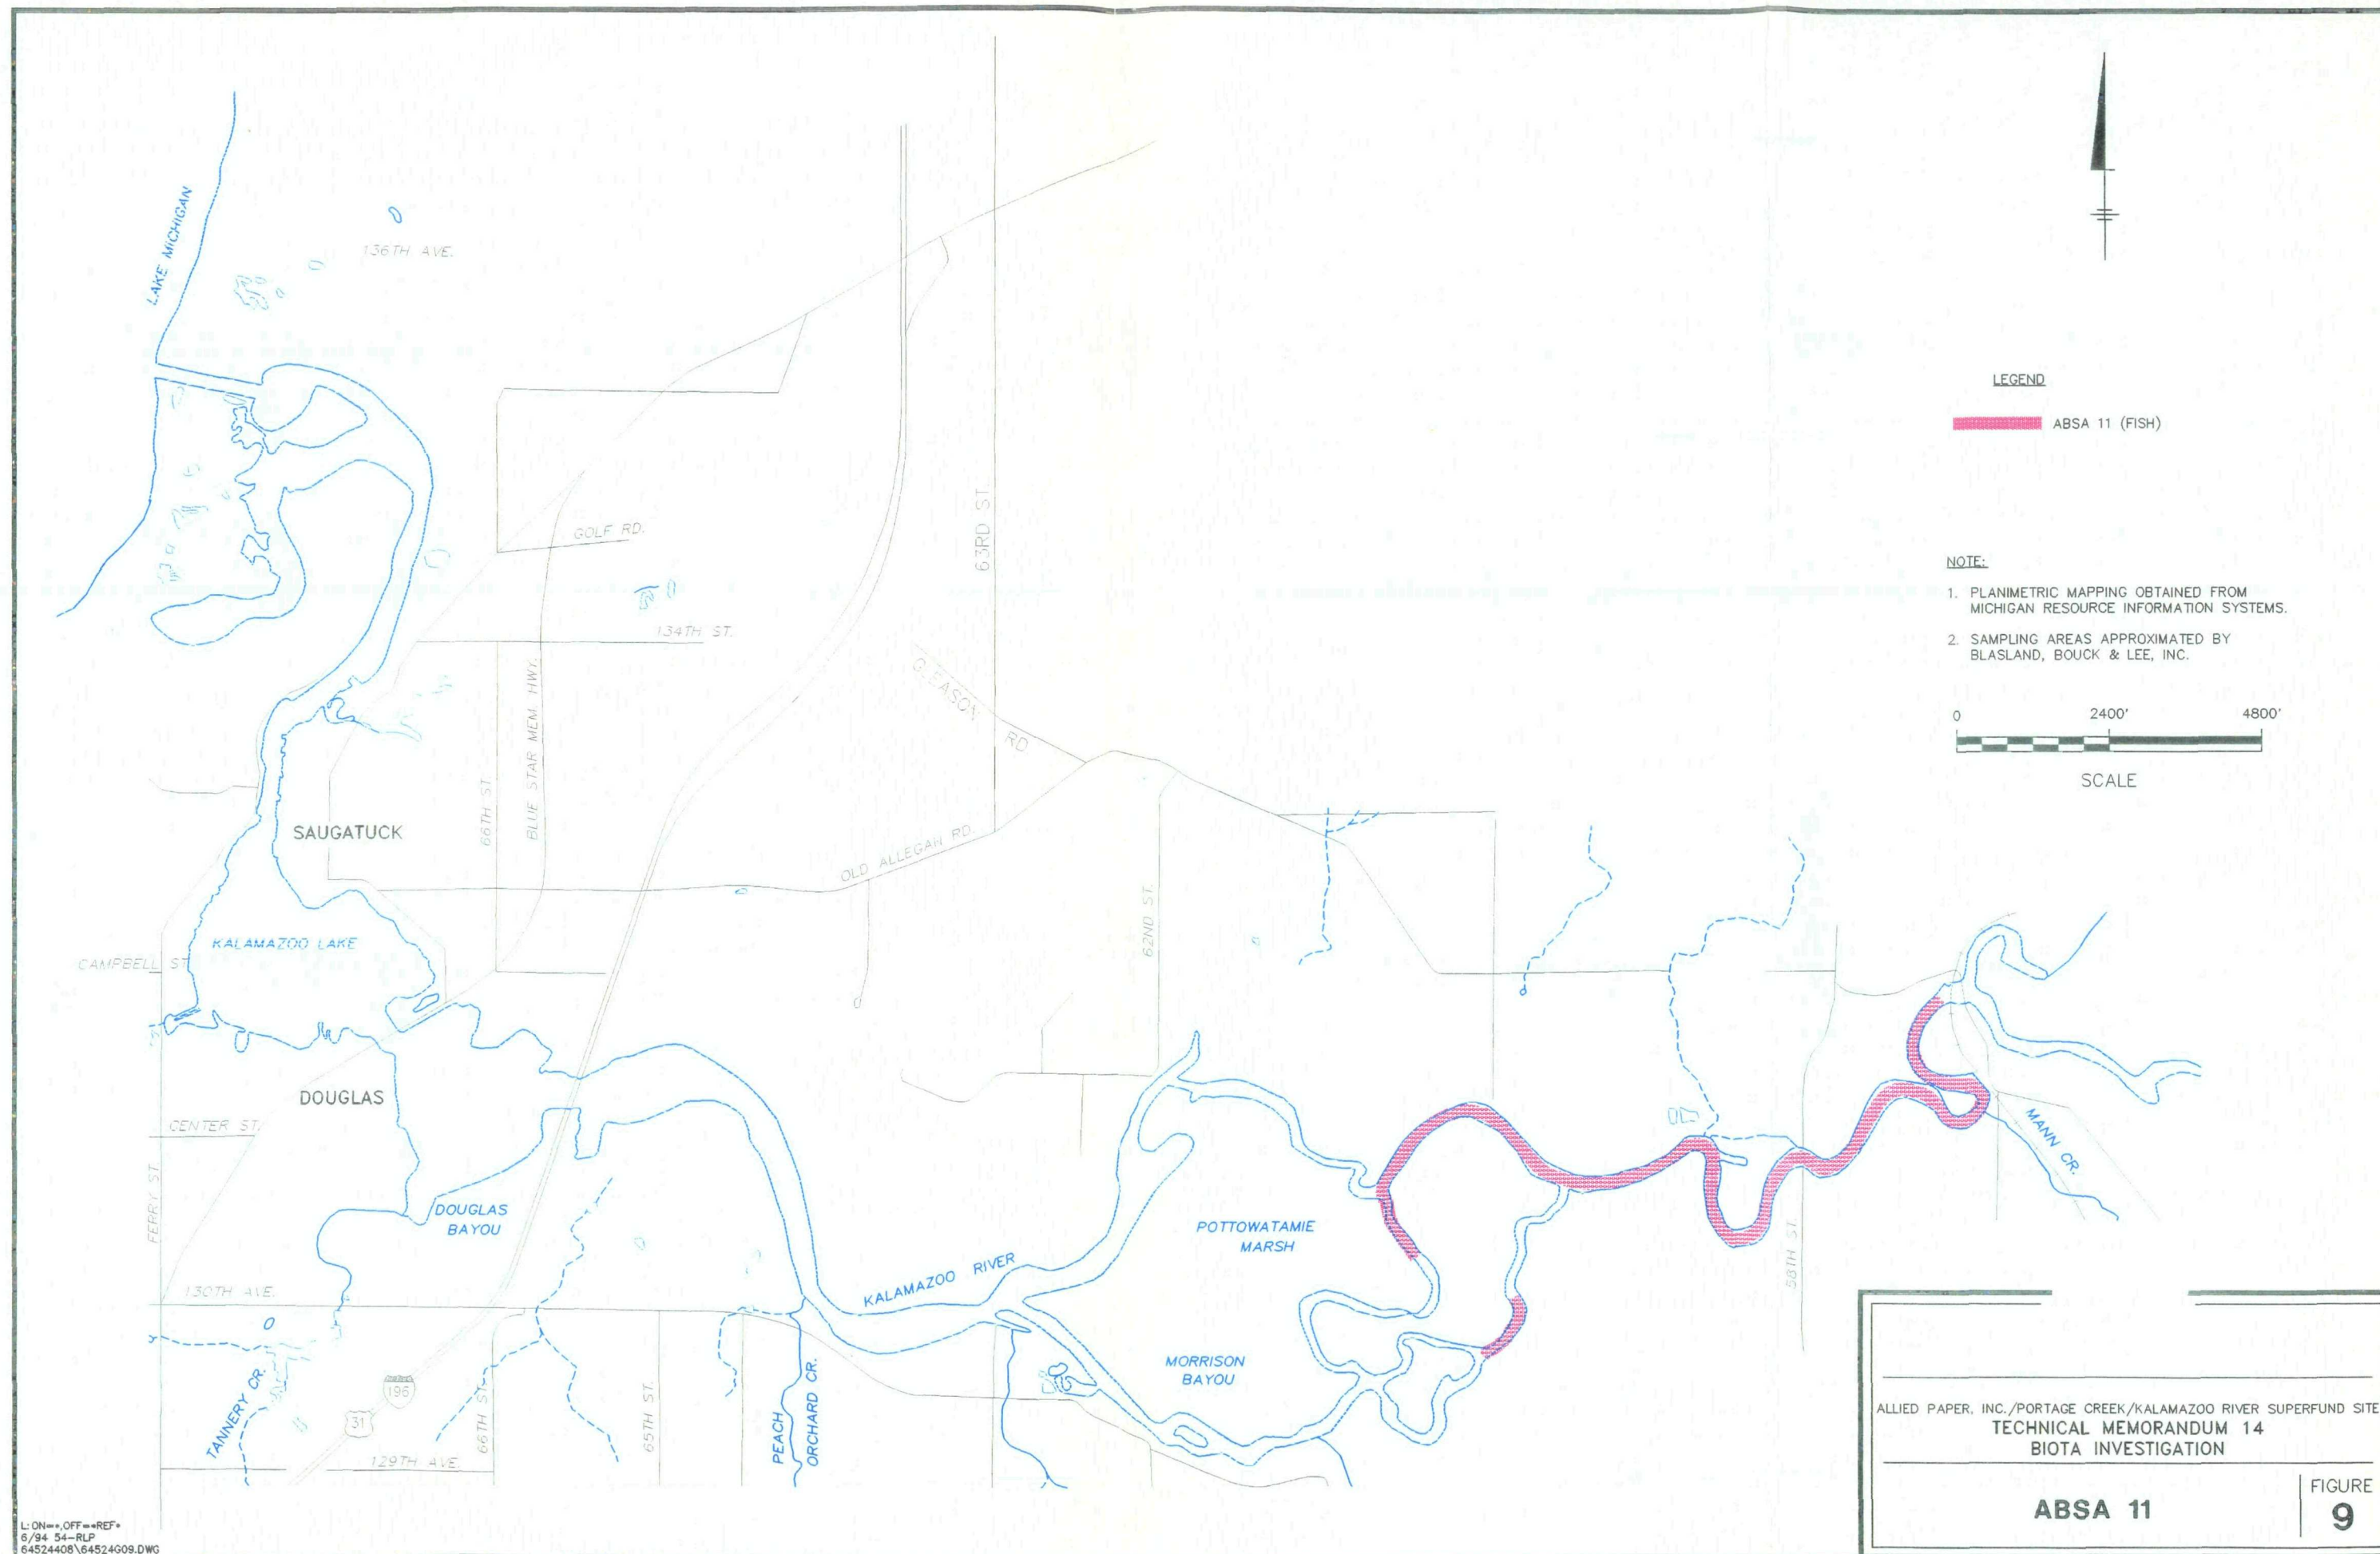 LAKE MICHIGAN
136TH AVE.
GOLF RD.
63RD ST.
134TH ST.
GLEASON
RD
BLUE STAR MEM. HWY.
66TH ST.
SAUGATUCK
OLD ALLEGAN RD.
62ND ST.
KALAMAZOO LAKE
CAMPBELL ST.
DOUGLAS
CENTER ST.
FERRY ST.
DOUGLAS
BAYOU
130TH AVE.
TANNERY CR.
196
31
129TH AVE.
66TH ST.
65TH ST.
PEACH
ORCHARD CR.
KALAMAZOO RIVER
POTTOWATAMIE
MARSH
MORRISON
BAYOU
58TH ST.
MANN CR.
LEGEND
ABSA 11 (FISH)
NOTE:
1. PLANIMETRIC MAPPING OBTAINED FROM
MICHIGAN RESOURCE INFORMATION SYSTEMS.
2. SAMPLING AREAS APPROXIMATED BY
BLASLAND, BOUCK & LEE, INC.
0 2400' 4800'
SCALE
ALLIED PAPER, INC./PORTAGE CREEK/KALAMAZOO RIVER SUPERFUND SITE
TECHNICAL MEMORANDUM 14
BIOTA INVESTIGATION
ABSA 11
FIGURE
9
L: ON=*,OFF=*REF*
6/94 54-RLP
64524408\64524G09.DWG